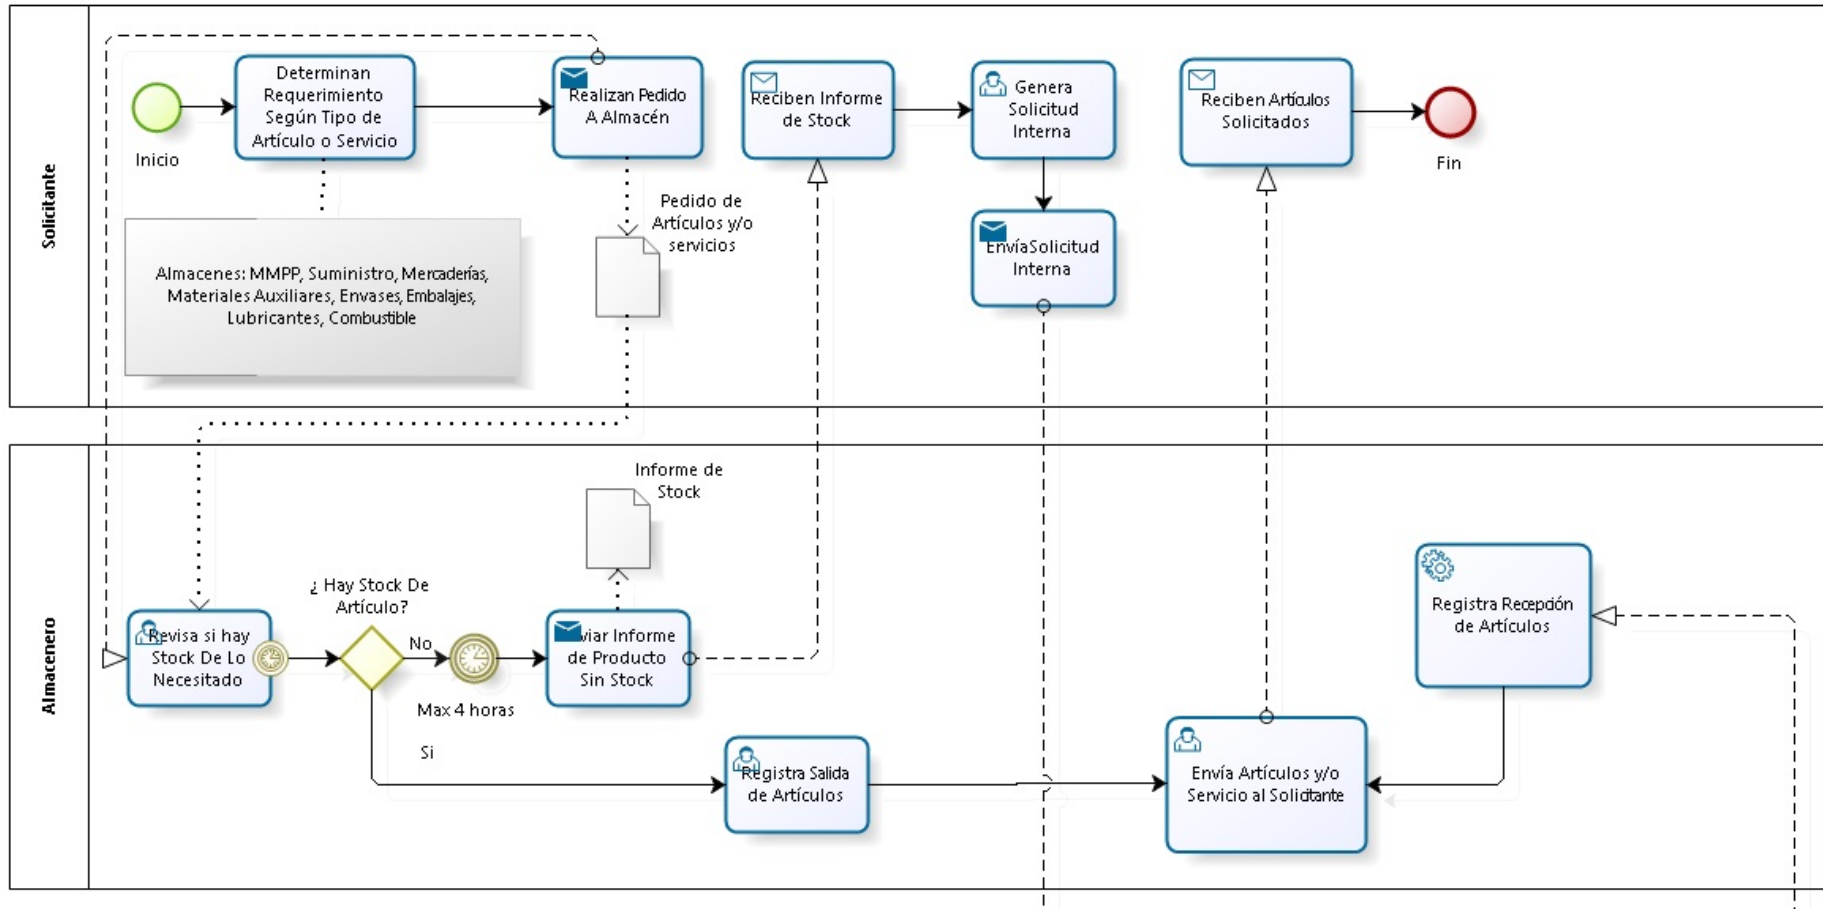 Solicitante
Inicio
Determinan
Requerimiento
Según Tipo de
Artículo o Servicio
Realizan Pedido
A Almacén
Almacenes: MMPP, Suministro, Mercaderías,
Materiales Auxiliares, Envases, Embalajes,
Lubricantes, Combustible
Pedido de
Artículos y/o
servicios
Reciben Informe
de Stock
Genera
Solicitud
Interna
EnvíaSolicitud
Interna
Reciben Artículos
Solicitados
Fin
Almacenero
Revisa si hay
Stock De Lo
Necesitado
¿ Hay Stock De
Artículo?
No
Max 4 horas
Si
Informe de
Stock
viar Informe
de Producto
Sin Stock
Registra Salida
de Artículos
Envía Artículos y/o
Servicio al Solicitante
Registra Recepción
de Artículos